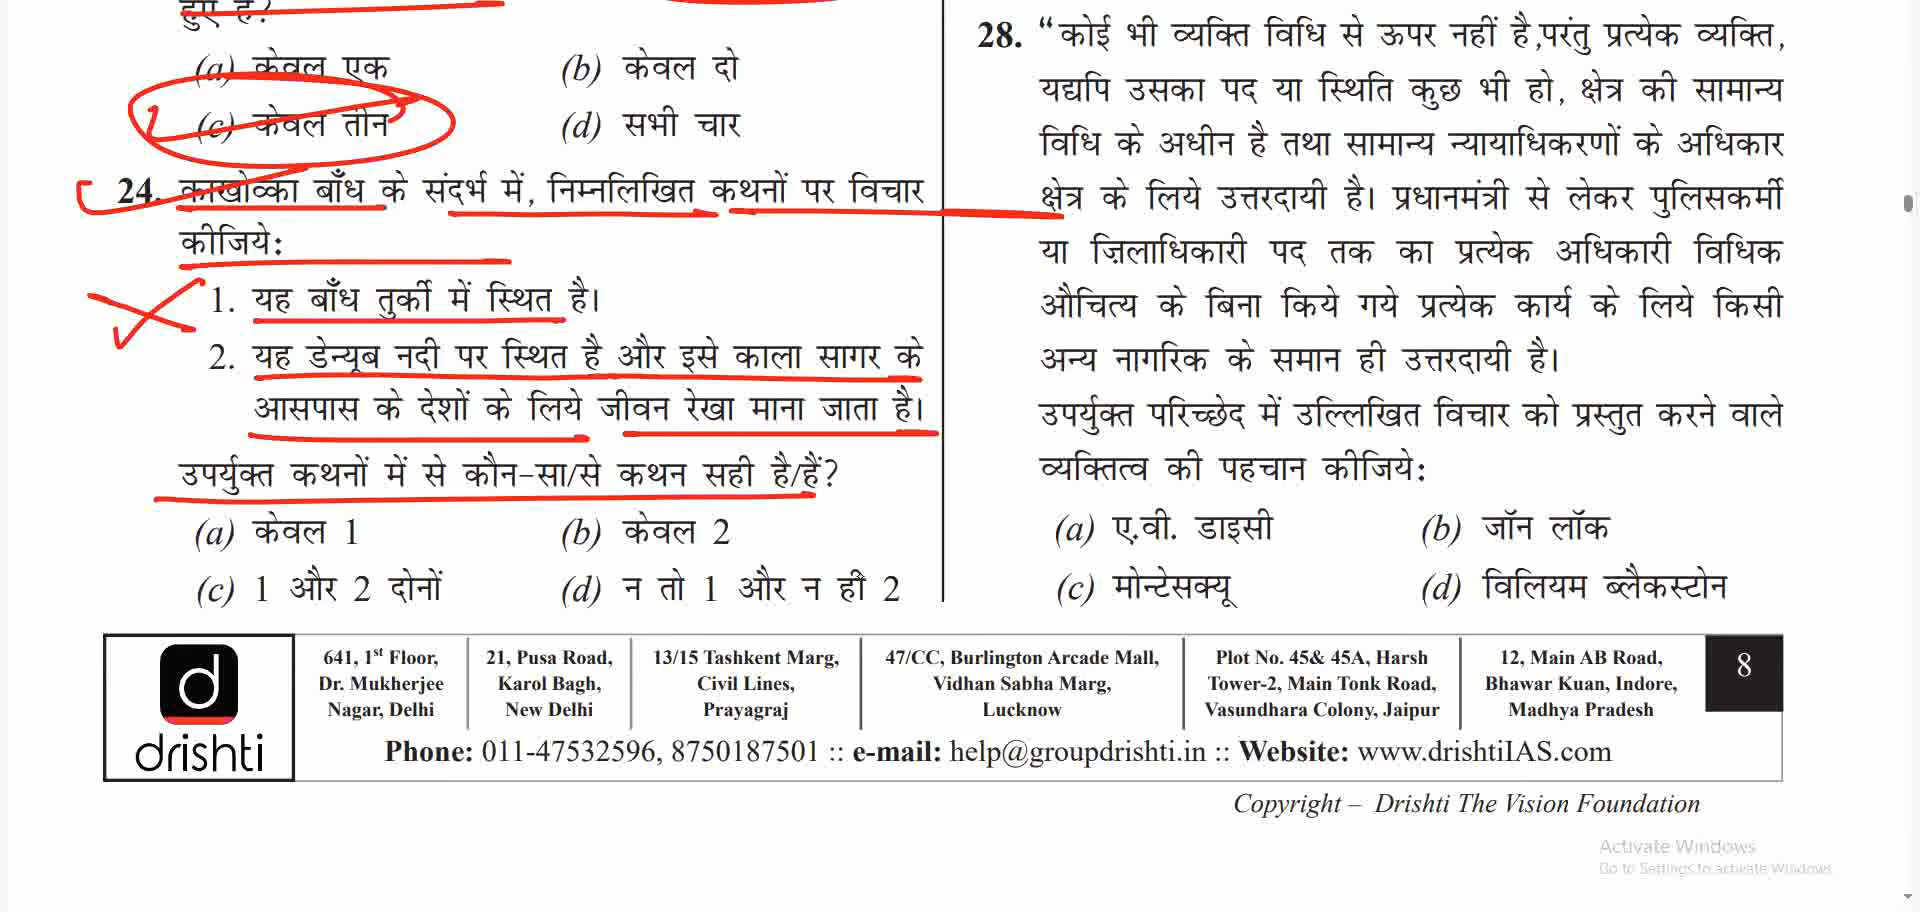 हुए हैं?
(a) केवल एक
(b) केवल दो
(c) केवल तीन
(d) सभी चार
24. काखोव्का बाँध के संदर्भ में, निम्नलिखित कथनों पर विचार
कीजिये:
1. यह बाँध तुर्की में स्थित है।
2. यह डेन्यूब नदी पर स्थित है और इसे काला सागर के
आसपास के देशों के लिये जीवन रेखा माना जाता है।
उपर्युक्त कथनों में से कौन-सा/से कथन सही है/हैं?
(a) केवल 1
(b) केवल 2
(c) 1 और 2 दोनों
(d) न तो 1 और न ही 2
28. “कोई भी व्यक्ति विधि से ऊपर नहीं है,परंतु प्रत्येक व्यक्ति,
यद्यपि उसका पद या स्थिति कुछ भी हो, क्षेत्र की सामान्य
विधि के अधीन है तथा सामान्य न्यायाधिकरणों के अधिकार
क्षेत्र के लिये उत्तरदायी है। प्रधानमंत्री से लेकर पुलिसकर्मी
या ज़िलाधिकारी पद तक का प्रत्येक अधिकारी विधिक
औचित्य के बिना किये गये प्रत्येक कार्य के लिये किसी
अन्य नागरिक के समान ही उत्तरदायी है।
उपर्युक्त परिच्छेद में उल्लिखित विचार को प्रस्तुत करने वाले
व्यक्तित्व की पहचान कीजिये:
(a) ए.वी. डाइसी
(b) जॉन लॉक
(c) मोन्टेसक्यू
(d) विलियम ब्लैकस्टोन
drishti
641, 1st Floor,
Dr. Mukherjee
Nagar, Delhi
21, Pusa Road,
Karol Bagh,
New Delhi
13/15 Tashkent Marg,
Civil Lines,
Prayagraj
47/CC, Burlington Arcade Mall,
Vidhan Sabha Marg,
Lucknow
Plot No. 45& 45A, Harsh
Tower-2, Main Tonk Road,
Vasundhara Colony, Jaipur
12, Main AB Road,
Bhawar Kuan, Indore,
Madhya Pradesh
8
Phone: 011-47532596, 8750187501 :: e-mail: help@groupdrishti.in :: Website: www.drishtiIAS.com
Copyright – Drishti The Vision Foundation
Activate Windows
Go to Settings to activate Windows